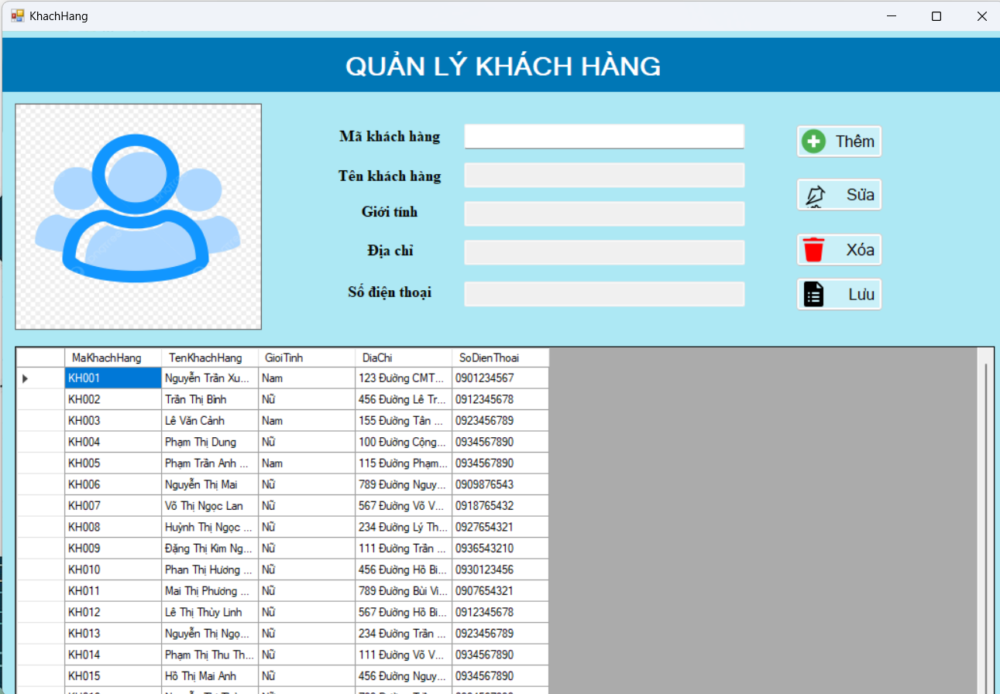 KhachHang
QUẢN LÝ KHÁCH HÀNG
Mã khách hàng
Tên khách hàng
Giới tính
Địa chỉ
Số điện thoại
Thêm
Sửa
Xóa
Lưu
MaKhachHang TenKhachHang GioiTinh DiaChi SoDienThoai
KH001 Nguyễn Trần Xu... Nam 123 Đường CMT... 0901234567
KH002 Trần Thị Bình Nữ 456 Đường Lê Tr... 0912345678
KH003 Lê Văn Cảnh Nam 155 Đường Tân ... 0923456789
KH004 Phạm Thị Dung Nữ 100 Đường Cộng... 0934567890
KH005 Phạm Trần Anh ... Nam 115 Đường Phạm... 0934567890
KH006 Nguyễn Thị Mai Nữ 789 Đường Nguy... 0909876543
KH007 Võ Thị Ngọc Lan Nữ 567 Đường Võ V... 0918765432
KH008 Huỳnh Thị Ngọc ... Nữ 234 Đường Lý Th... 0927654321
KH009 Đặng Thị Kim Ng... Nữ 111 Đường Trần ... 0936543210
KH010 Phan Thị Hương ... Nữ 456 Đường Hồ Bi... 0930123456
KH011 Mai Thị Phương ... Nữ 789 Đường Bùi Vi... 0907654321
KH012 Lê Thị Thùy Linh Nữ 567 Đường Hồ Bi... 0912345678
KH013 Nguyễn Thị Ngọ... Nữ 234 Đường Trần ... 0923456789
KH014 Phạm Thị Thu Th... Nữ 111 Đường Võ V... 0934567890
KH015 Hồ Thị Mai Anh Nữ 456 Đường Nguy... 0934567890